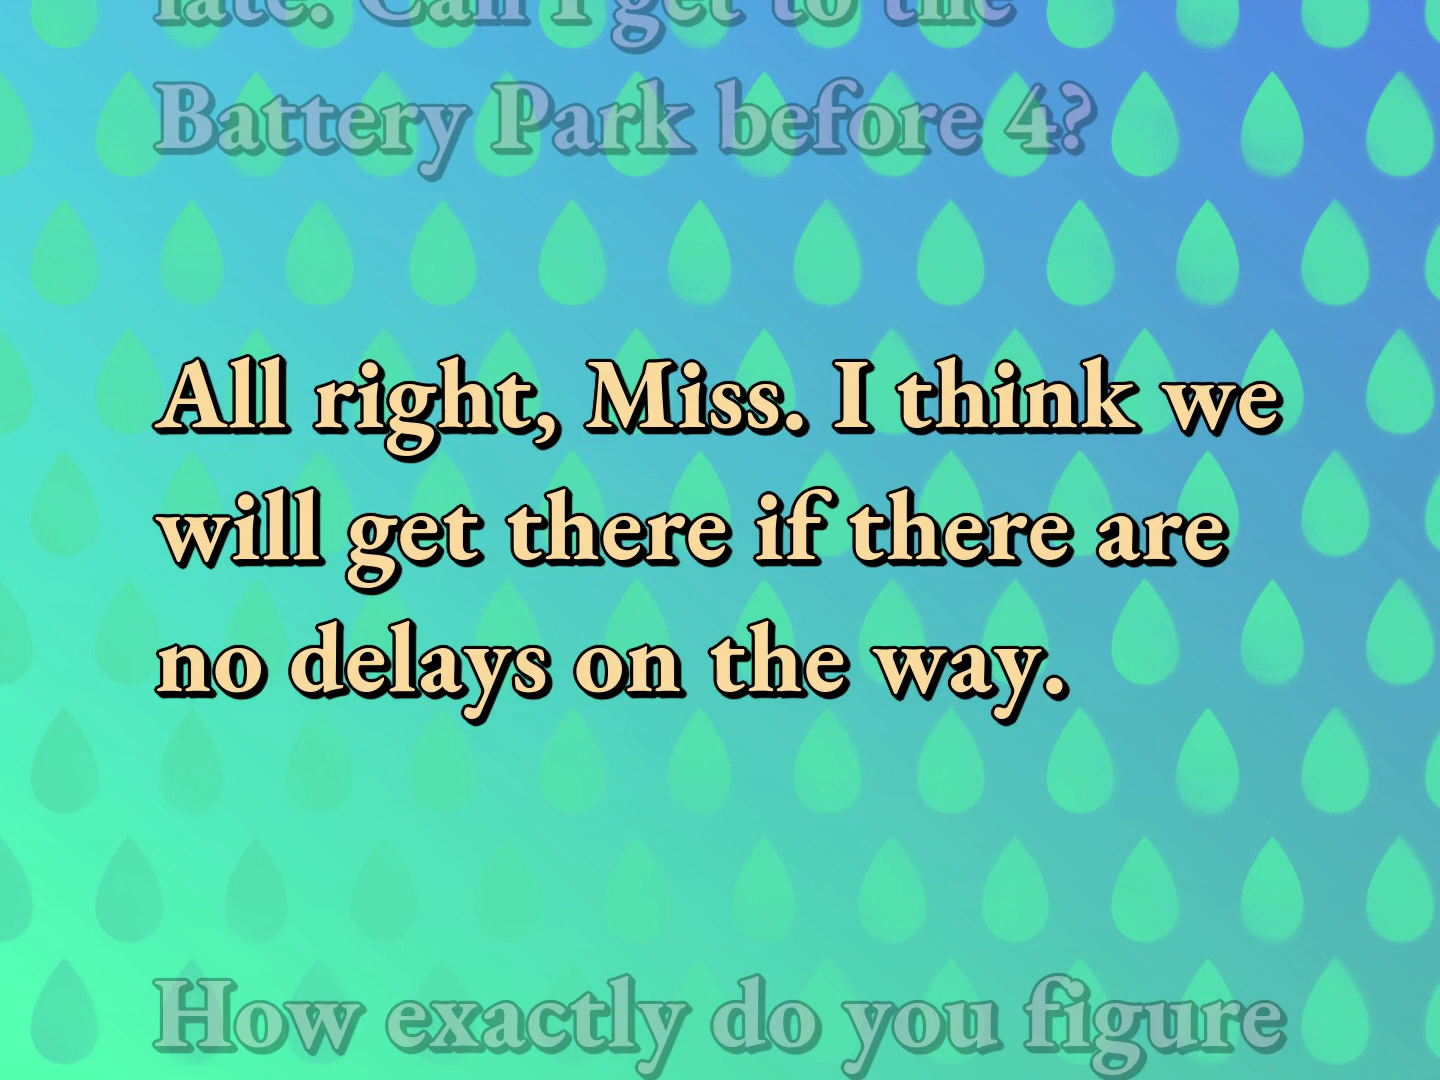 late. Can I get to the
Battery Park before 4?
All right, Miss. I think we
will get there if there are
no delays on the way.
How exactly do you figure